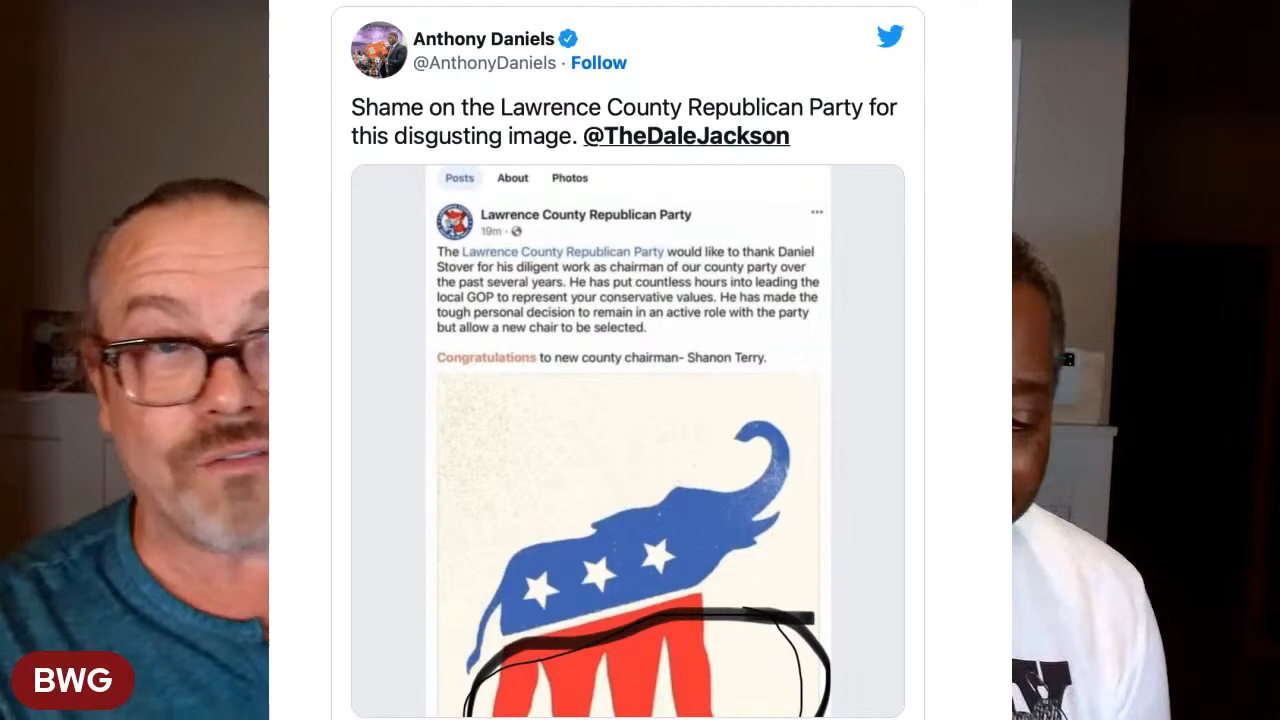 Anthony Daniels
@AnthonyDaniels · Follow
Shame on the Lawrence County Republican Party for
this disgusting image. @TheDaleJackson
Posts About Photos
Lawrence County Republican Party
19m ·
The Lawrence County Republican Party would like to thank Daniel
Stover for his diligent work as chairman of our county party over
the past several years. He has put countless hours into leading the
local GOP to represent your conservative values. He has made the
tough personal decision to remain in an active role with the party
but allow a new chair to be selected.
Congratulations to new county chairman- Shanon Terry.
BWG